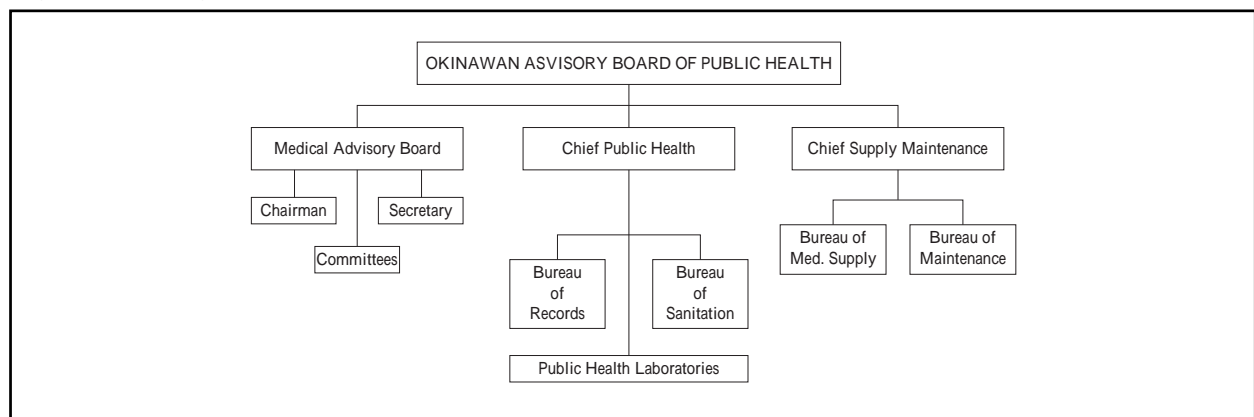 OKINAWAN ASVISORY BOARD OF PUBLIC HEALTH
Medical Advisory Board
Chief Public Health
Chief Supply Maintenance
Chairman
Secretary
Committees
Bureau
of
Records
Bureau
of
Sanitation
Public Health Laboratories
Bureau of
Med. Supply
Bureau of
Maintenance